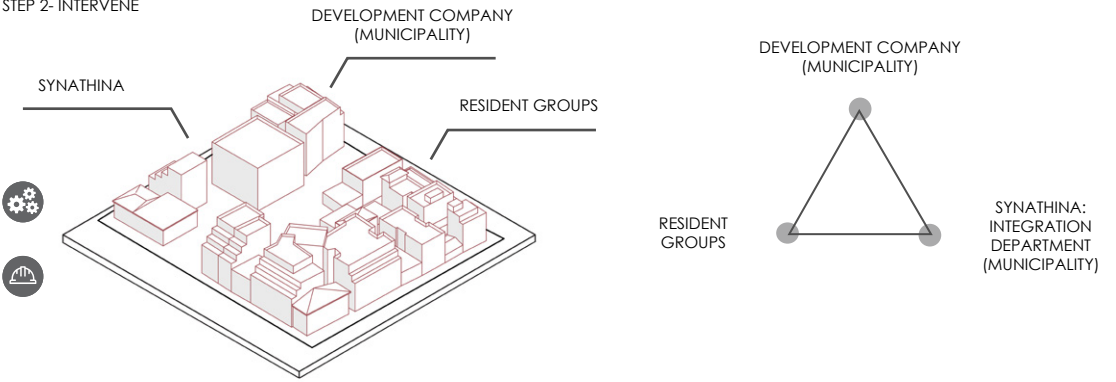 STEP 2- INTERVENE
DEVELOPMENT COMPANY
(MUNICIPALITY)
SYNATHINA
RESIDENT GROUPS
DEVELOPMENT COMPANY
(MUNICIPALITY)
RESIDENT
GROUPS
SYNATHINA:
INTEGRATION
DEPARTMENT
(MUNICIPALITY)